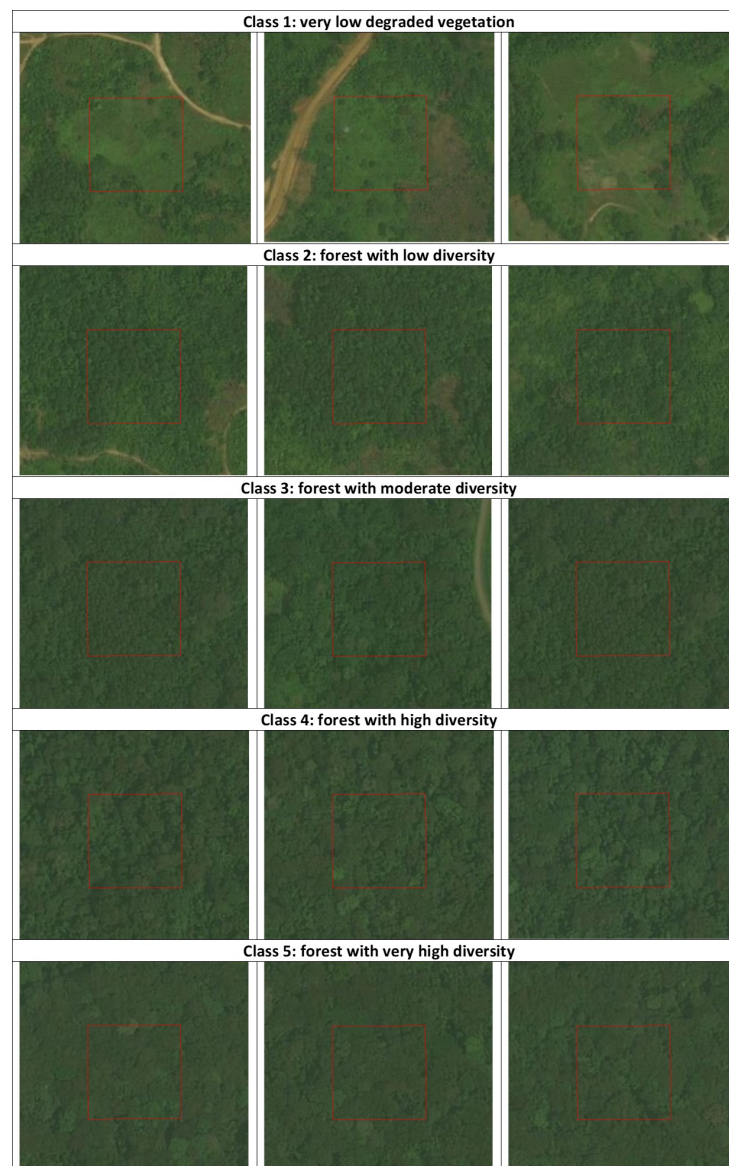 Class 1: very low degraded vegetation
Class 2: forest with low diversity
Class 3: forest with moderate diversity
Class 4: forest with high diversity
Class 5: forest with very high diversity